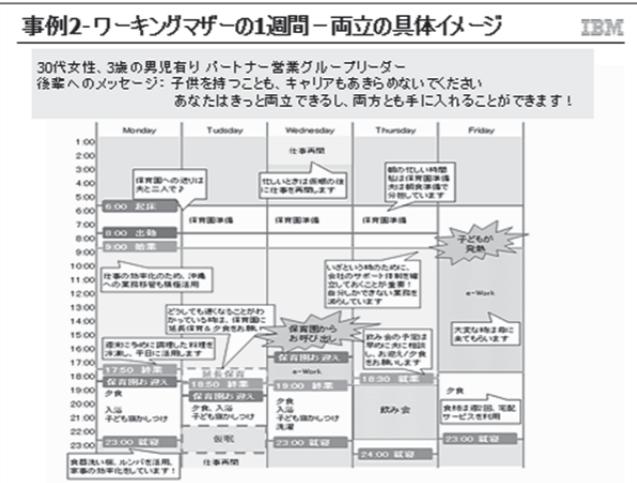 事例2-ワーキングマザーの1週間－両立の具体イメージ
IBM
30代女性、3歳の男児有り パートナー営業グループリーダー
後輩へのメッセージ： 子供を持つことも、キャリアもあきらめないでください
あなたはきっと両立できるし、両方とも手に入れることができます！
Monday Tuesday Wednesday Thursday Friday
1:00
2:00
3:00
4:00
5:00
6:00
7:00
8:00
9:00
10:00
11:00
12:00
13:00
14:00
15:00
16:00
17:00
18:00
19:00
20:00
21:00
22:00
23:00
仕事再開
保育園への送りは
夫と二人で♪
忙しいときは仮眠の後
に仕事を再開します
朝の忙しい時間
私は保育園準備
夫は朝食準備で
分担しています
6:00 起床
保育園準備
保育園準備
保育園準備
8:00 出勤
9:00 始業
子どもが
発熱
仕事の効率化のため、沖縄
への業務移管も積極活用
いざという時のために、
会社のサポート体制を確
立しておくことが重要！
自分しかできない業務を
減らしています
e-Work
どうしても遅くなることがわ
かっている時は、保育園に
延長保育＆夕食をお願い
保育園から
お呼び出し
大変な時は母に
来てもらいます
週末にためて調理した料理を
冷凍し、平日に活用します
飲み会の予定は
早めに夫に相談
し、お迎え/夕食
をお願いします
保育園お迎え
e-Work
17:50 終業
保育園お迎え
延長保育
18:50 終業
保育園お迎え
19:00 終業
18:30 就業
夕食
入浴
子ども寝かしつけ
夕食、入浴
子ども寝かしつけ
夕食
入浴
子ども寝かしつけ
洗濯
飲み会
夕食
食材は週1回、宅配
サービスを利用
23:00 就寝
仮眠
23:00 就寝
24:00 就寝
23:00 就寝
食器洗い機、ルンバを活用、
家事の効率化をしています！
仕事再開